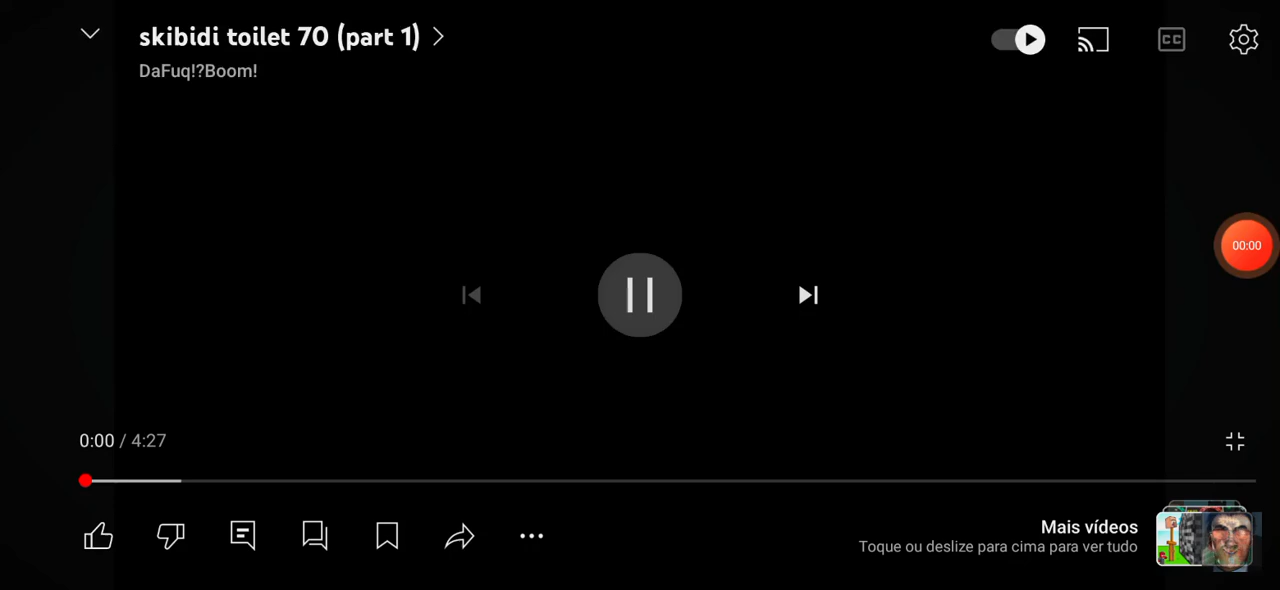 skibidi toilet 70 (part 1)
DaFuq!?Boom!
CC
00:00
0:00 / 4:27
Mais vídeos
Toque ou deslize para cima para ver tudo